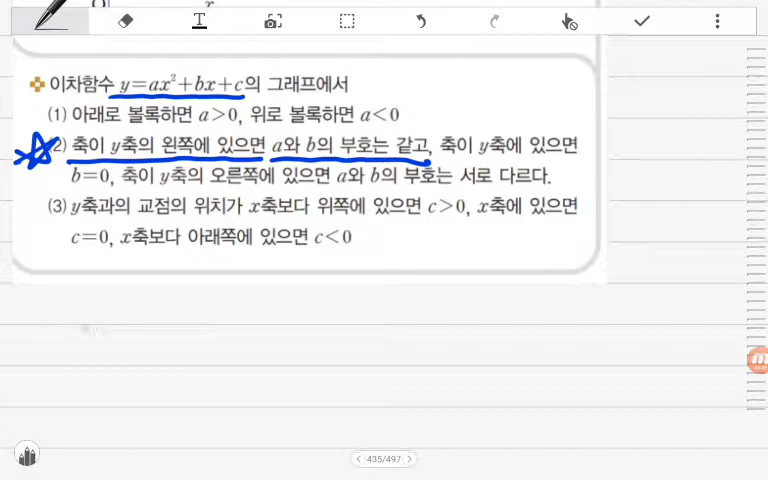 T
이차함수 y=ax²+bx+c의 그래프에서
(1) 아래로 볼록하면 a>0, 위로 볼록하면 a<0
2) 축이 y축의 왼쪽에 있으면 a와 b의 부호는 같고, 축이 y축에 있으면
b=0, 축이 y축의 오른쪽에 있으면 a와 b의 부호는 서로 다르다.
(3) y축과의 교점의 위치가 x축보다 위쪽에 있으면 c>0, x축에 있으면
c=0, x축보다 아래쪽에 있으면 c<0
435/497